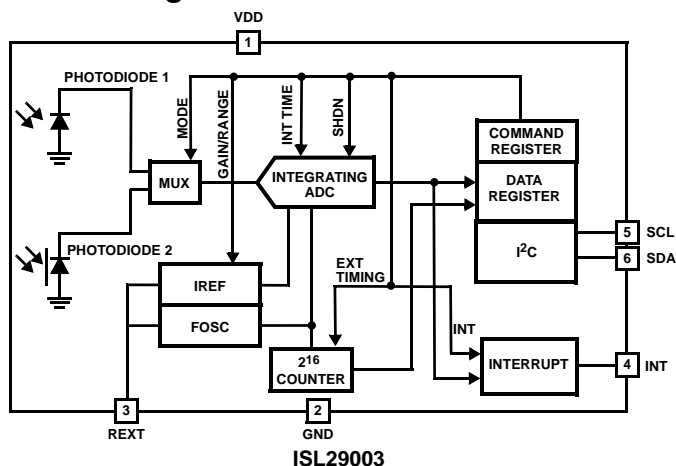 VDD
1
PHOTODIODE 1
MODE
GAIN/RANGE
INT TIME
SHDN
COMMAND
REGISTER
MUX
INTEGRATING
ADC
DATA
REGISTER
5 SCL
I²C
6 SDA
PHOTODIODE 2
EXT
TIMING
IREF
FOSC
INT
2¹⁶
COUNTER
INTERRUPT
4 INT
3
2
REXT
GND
ISL29003